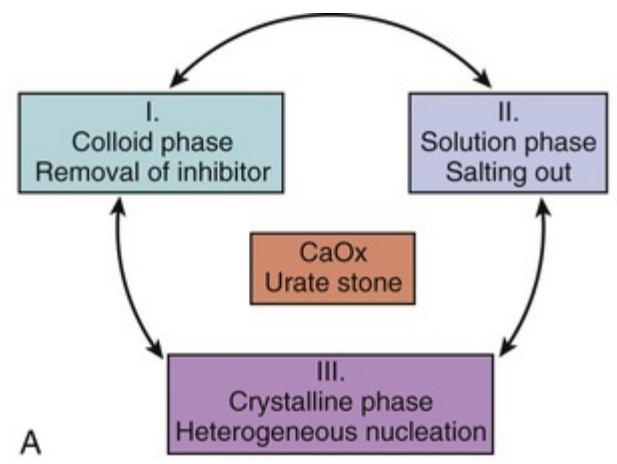 I.
Colloid phase
Removal of inhibitor
II.
Solution phase
Salting out
CaOx
Urate stone
III.
Crystalline phase
Heterogeneous nucleation
A